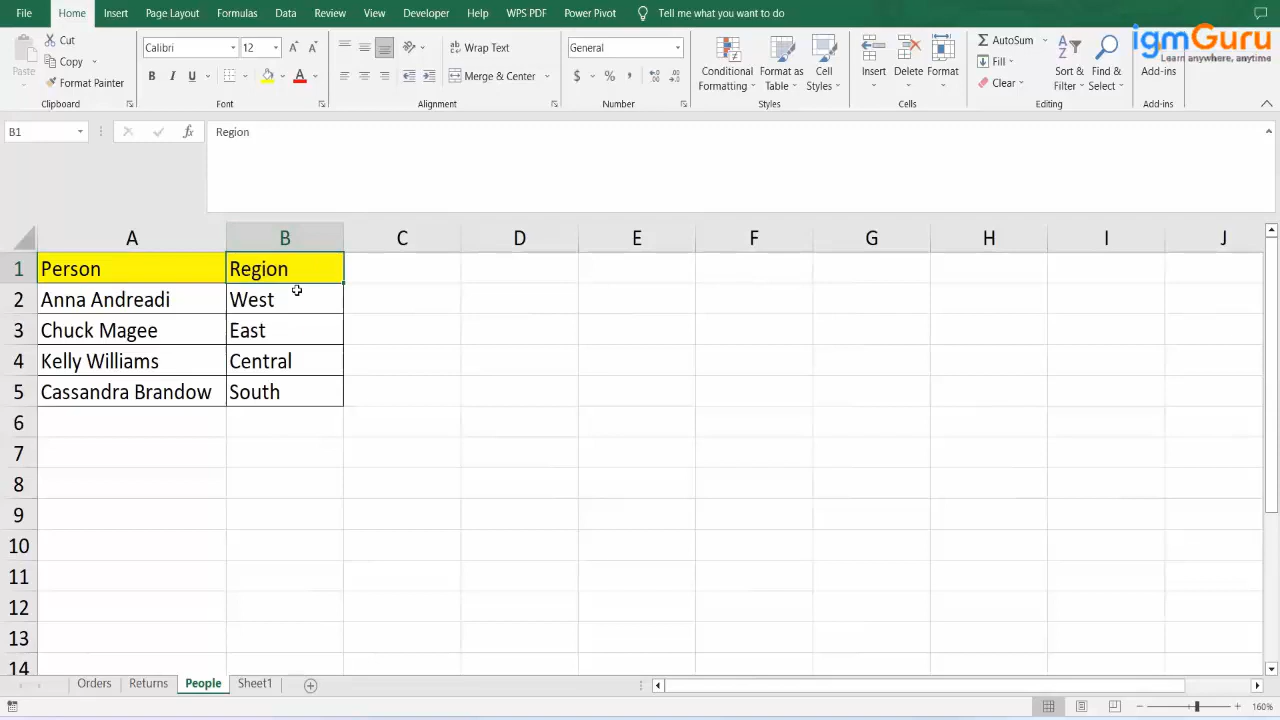 File Home Insert Page Layout Formulas Data Review View Developer Help WPS PDF Power Pivot Tell me what you want to do
igmGuru
Learn anywhere, anytime
Paste Cut Copy Format Painter
Clipboard
Calibri 12
B I U A
Font
Wrap Text
Merge & Center
Alignment
General
$ % ,
Number
Conditional Formatting Format as Table Cell Styles
Styles
Insert Delete Format
Cells
AutoSum Fill Clear Sort & Filter Find & Select
Editing
Add-ins
Add-ins
B1 fx Region
A B C D E F G H I J
1 Person Region
2 Anna Andreadi West
3 Chuck Magee East
4 Kelly Williams Central
5 Cassandra Brandow South
6
7
8
9
10
11
12
13
14
Orders Returns People Sheet1
160%